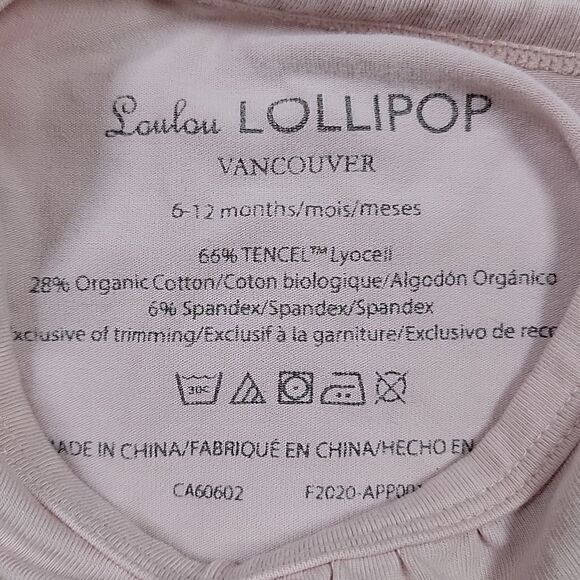 Loulou LOLLIPOP
VANCOUVER
6-12 months/mois/meses
66% TENCEL™ Lyocell
28% Organic Cotton/Coton biologique/Algodón Orgánico
6% Spandex/Spandex/Spandex
xclusive of trimming/Exclusif à la garniture/Exclusivo de rec
30C
ADE IN CHINA/FABRIQUÉ EN CHINA/HECHO EN
CA60602 F2020-APP00